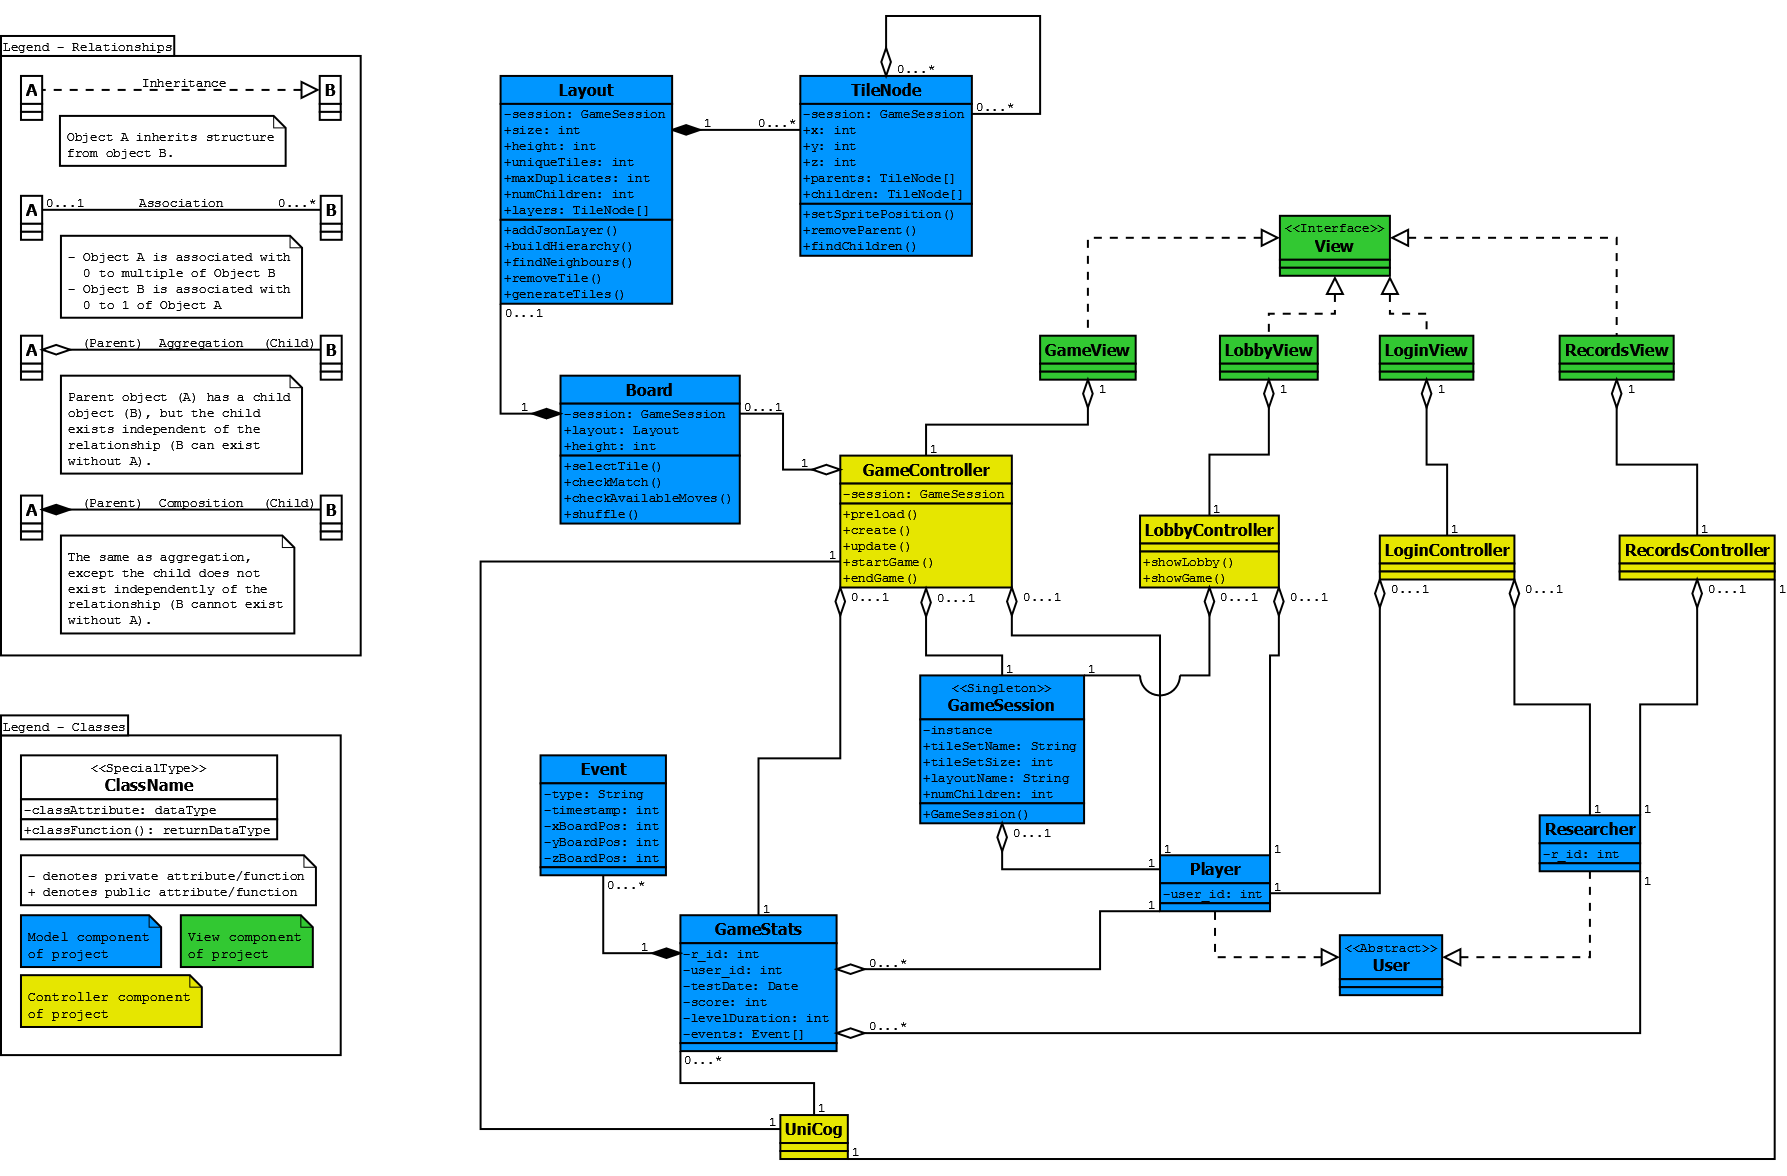 Legend - Relationships
A
Inheritance
B
Object A inherits structure
from object B.
A
0...1
Association
0...*
B
- Object A is associated with
0 to multiple of Object B
- Object B is associated with
0 to 1 of Object A
A
(Parent)
Aggregation
(Child)
B
Parent object (A) has a child
object (B), but the child
exists independent of the
relationship (B can exist
without A).
A
(Parent)
Composition
(Child)
B
The same as aggregation,
except the child does not
exist independently of the
relationship (B cannot exist
without A).
Legend - Classes
<<SpecialType>>
ClassName
-classAttribute: dataType
+classFunction(): returnDataType
- denotes private attribute/function
+ denotes public attribute/function
Model component
of project
View component
of project
Controller component
of project
Layout
-session: GameSession
+size: int
+height: int
+uniqueTiles: int
+maxDuplicates: int
+numChildren: int
+layers: TileNode[]
+addJsonLayer()
+buildHierarchy()
+findNeighbours()
+removeTile()
+generateTiles()
1
0...*
0...1
TileNode
-session: GameSession
+x: int
+y: int
+z: int
+parents: TileNode[]
+children: TileNode[]
+setSpritePosition()
+removeParent()
+findChildren()
0...*
0...*
<<Interface>>
View
GameView
1
LobbyView
1
LoginView
1
RecordsView
1
1
Board
-session: GameSession
+layout: Layout
+height: int
+selectTile()
+checkMatch()
+checkAvailableMoves()
+shuffle()
0...1
1
1
GameController
-session: GameSession
+preload()
+create()
+update()
+startGame()
+endGame()
1
0...1
0...1
0...1
1
LobbyController
+showLobby()
+showGame()
0...1
0...1
1
LoginController
0...1
0...1
1
RecordsController
0...1
1
1
1
<<Singleton>>
GameSession
-instance
+tileSetName: String
+tileSetSize: int
+layoutName: String
+numChildren: int
+GameSession()
0...1
Event
-type: String
-timestamp: int
-xBoardPos: int
-yBoardPos: int
-zBoardPos: int
0...*
1
1
1
1
1
1
Player
-user_id: int
1
1
Researcher
-r_id: int
1
<<Abstract>>
User
1
GameStats
-r_id: int
-user_id: int
-testDate: Date
-score: int
-levelDuration: int
-events: Event[]
0...*
0...*
0...*
1
1
UniCog
1